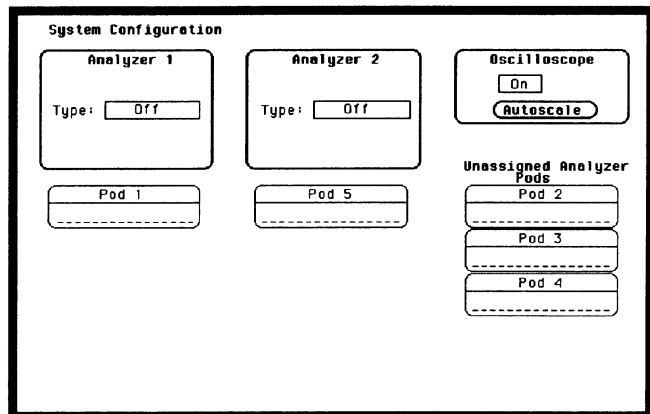 System Configuration
Analyzer 1
Type: Off
Pod 1
Analyzer 2
Type: Off
Pod 5
Oscilloscope
On
Autoscale
Unassigned Analyzer
Pods
Pod 2
Pod 3
Pod 4